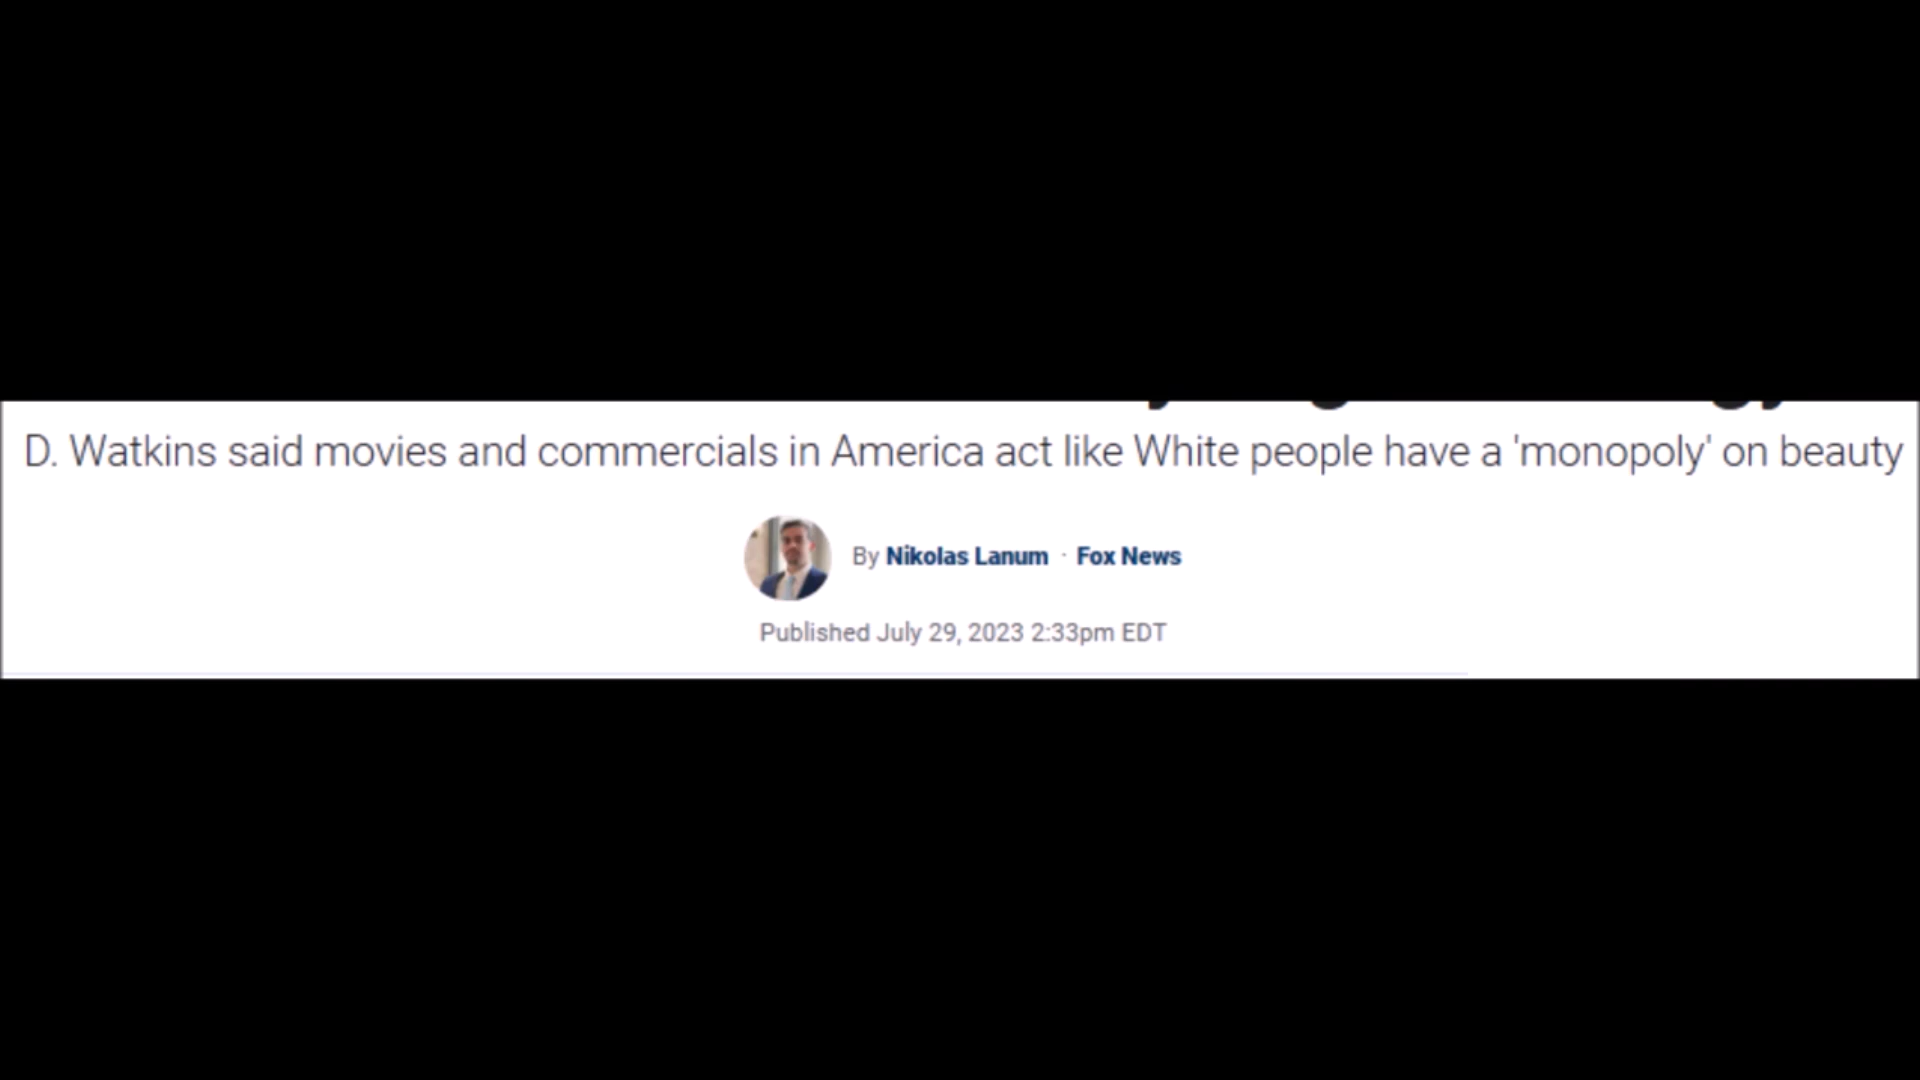 D. Watkins said movies and commercials in America act like White people have a 'monopoly' on beauty
By Nikolas Lanum · Fox News
Published July 29, 2023 2:33pm EDT